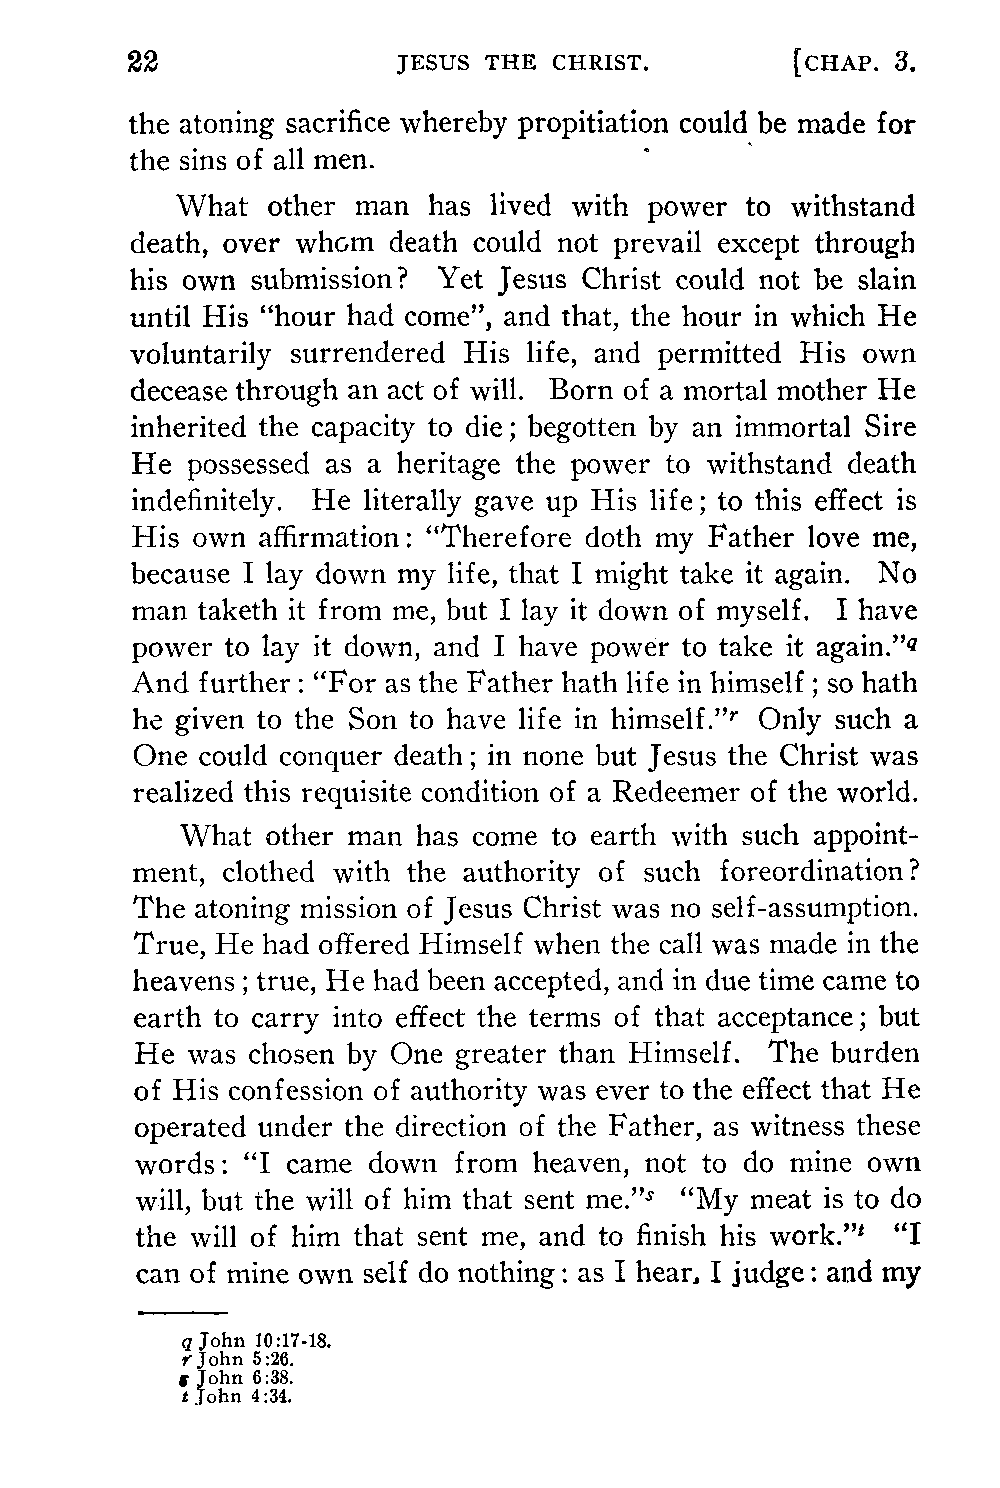 22 JESUS THE CHRIST. [CHAP. 3.
the atoning sacrifice whereby propitiation could be made for
the sins of all men.
What other man has lived with power to withstand
death, over whom death could not prevail except through
his own submission? Yet Jesus Christ could not be slain
until His “hour had come”, and that, the hour in which He
voluntarily surrendered His life, and permitted His own
decease through an act of will. Born of a mortal mother He
inherited the capacity to die; begotten by an immortal Sire
He possessed as a heritage the power to withstand death
indefinitely. He literally gave up His life; to this effect is
His own affirmation: “Therefore doth my Father love me,
because I lay down my life, that I might take it again. No
man taketh it from me, but I lay it down of myself. I have
power to lay it down, and I have power to take it again.”q
And further: “For as the Father hath life in himself; so hath
he given to the Son to have life in himself.”r Only such a
One could conquer death; in none but Jesus the Christ was
realized this requisite condition of a Redeemer of the world.
What other man has come to earth with such appoint-
ment, clothed with the authority of such foreordination?
The atoning mission of Jesus Christ was no self-assumption.
True, He had offered Himself when the call was made in the
heavens; true, He had been accepted, and in due time came to
earth to carry into effect the terms of that acceptance; but
He was chosen by One greater than Himself. The burden
of His confession of authority was ever to the effect that He
operated under the direction of the Father, as witness these
words: “I came down from heaven, not to do mine own
will, but the will of him that sent me.”s “My meat is to do
the will of him that sent me, and to finish his work.”t “I
can of mine own self do nothing: as I hear, I judge: and my
q John 10:17-18.
r John 5:26.
s John 6:38.
t John 4:34.